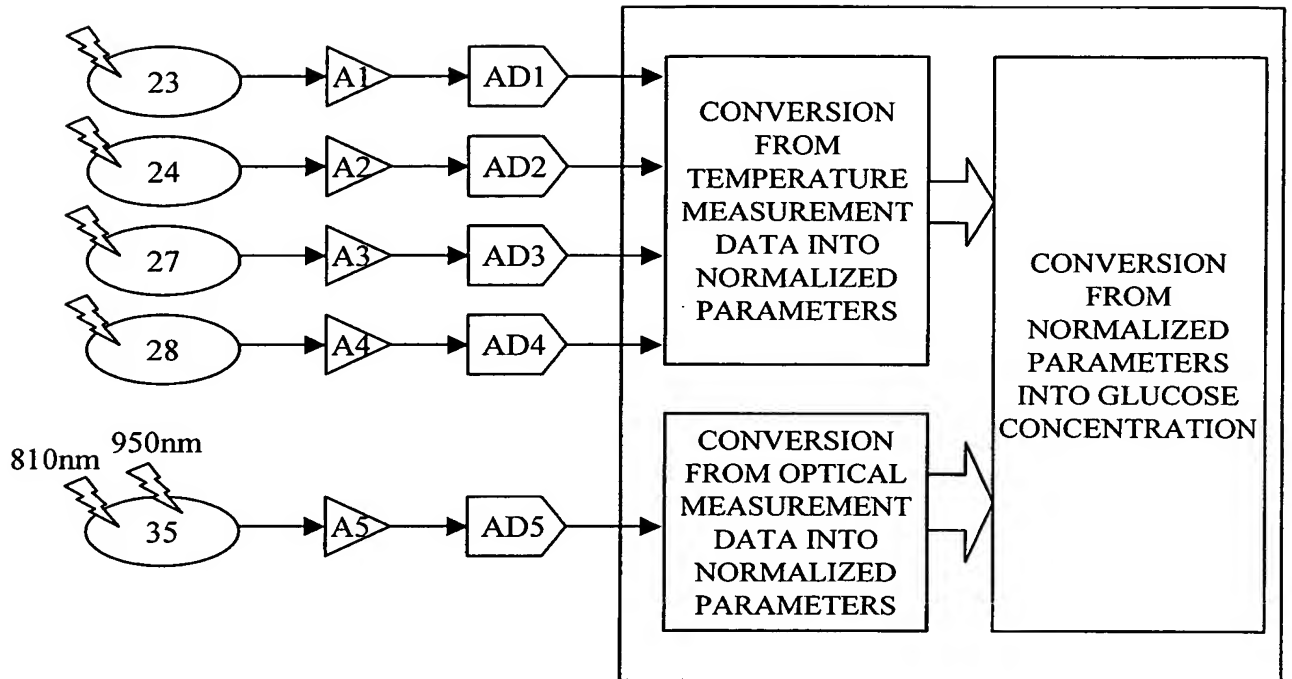 23
A1
AD1
24
A2
AD2
27
A3
AD3
28
A4
AD4
CONVERSION
FROM
TEMPERATURE
MEASUREMENT
DATA INTO
NORMALIZED
PARAMETERS
810nm
950nm
35
A5
AD5
CONVERSION
FROM OPTICAL
MEASUREMENT
DATA INTO
NORMALIZED
PARAMETERS
CONVERSION
FROM
NORMALIZED
PARAMETERS
INTO GLUCOSE
CONCENTRATION